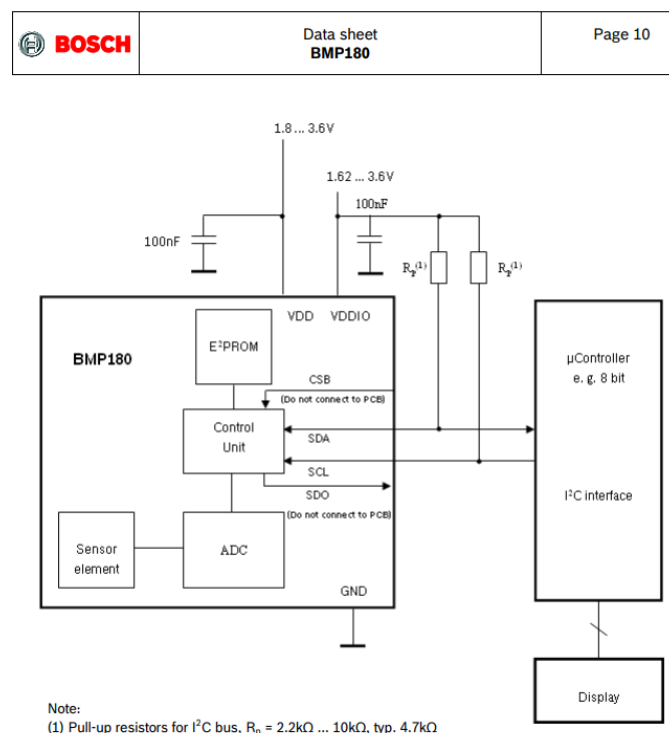 BOSCH
Data sheet
BMP180
Page 10
1.8 ... 3.6V
1.62 ... 3.6V
100nF
100nF
Rp⁽¹⁾
Rp⁽¹⁾
VDD
VDDIO
BMP180
E²PROM
µController
e. g. 8 bit
CSB
(Do not connect to PCB)
Control
Unit
SDA
SCL
SDO
(Do not connect to PCB)
I²C interface
Sensor
element
ADC
GND
Display
Note:
(1) Pull-up resistors for I²C bus, Rp = 2.2kΩ ... 10kΩ, typ. 4.7kΩ